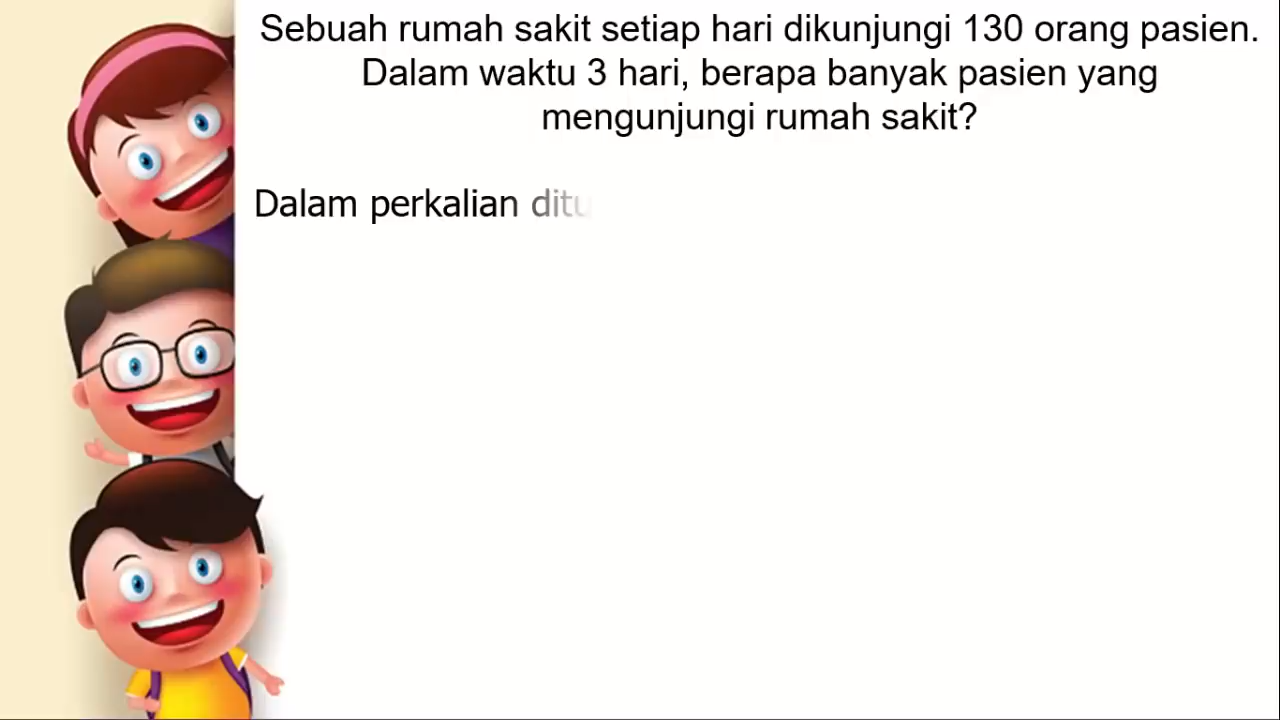 Sebuah rumah sakit setiap hari dikunjungi 130 orang pasien.
Dalam waktu 3 hari, berapa banyak pasien yang
mengunjungi rumah sakit?
Dalam perkalian